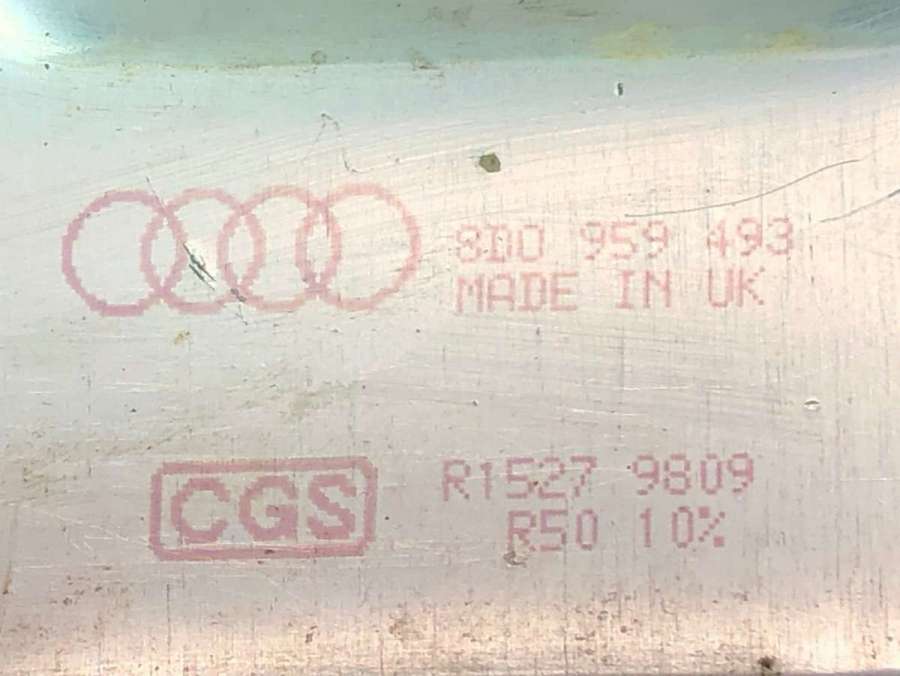 8D0 959 493
MADE IN UK
CGS
R1527 9809
R50 10%